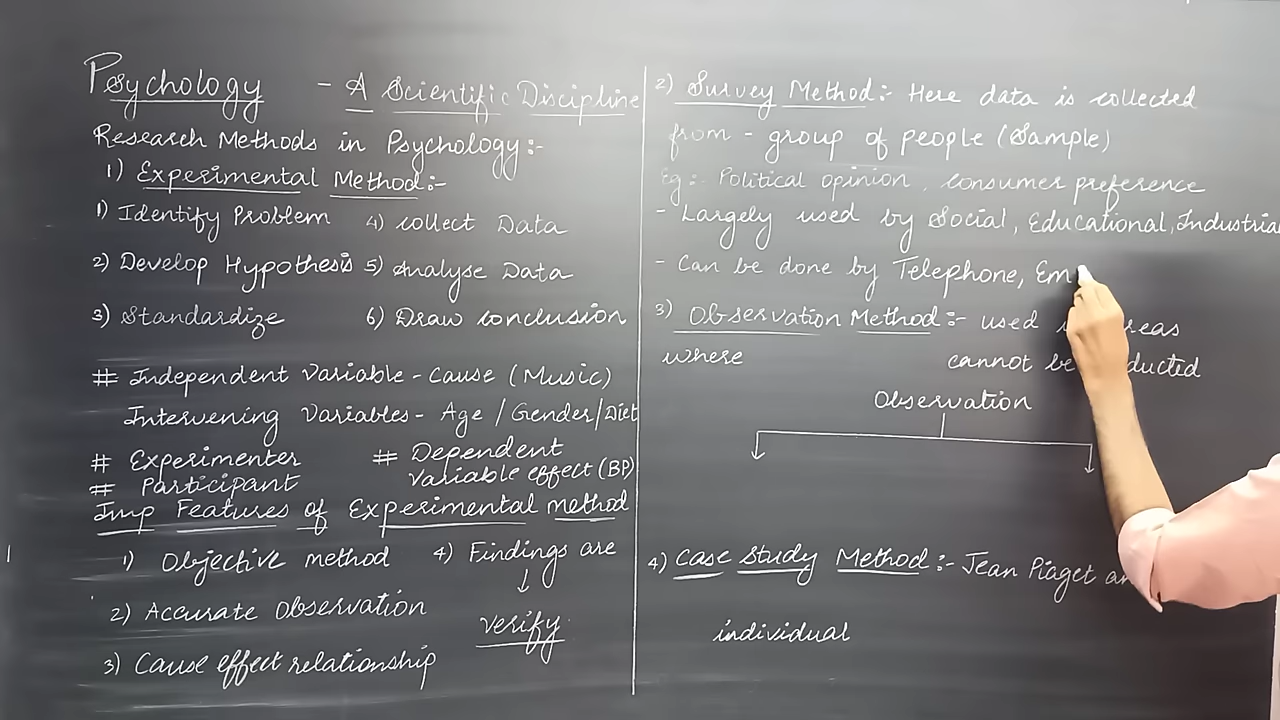 Psychology - A Scientific Discipline
Research Methods in Psychology:-
1) Experimental Method:-
1) Identify Problem 4) collect Data
2) Develop Hypothesis 5) Analyse Data
3) Standardize 6) Draw conclusion
# Independent Variable - Cause (Music)
Intervening Variables - Age / Gender / Diet
# Experimenter # Dependent
# Participant Variable effect (BP)
Imp Features of Experimental method
1) Objective method 4) Findings are
↓
2) Accurate Observation verify
3) Cause effect relationship
2) Survey Method:- Here data is collected
from - group of people (Sample)
Eg:- Political opinion, consumer preference
- Largely used by Social, Educational, Industrial
- Can be done by Telephone, Em
3) Observation Method:- used
where cannot be
Observation
4) Case Study Method:- Jean Piaget
individual